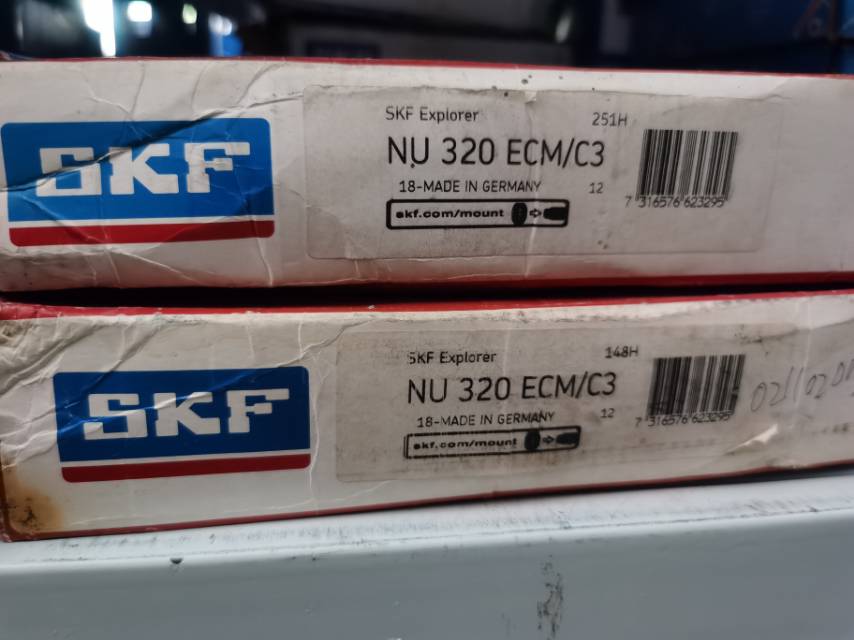 SKF
SKF Explorer 251H
NU 320 ECM/C3
18-MADE IN GERMANY 12
skf.com/mount
7 316576 623295
SKF
SKF Explorer 148H
NU 320 ECM/C3
18-MADE IN GERMANY 12
skf.com/mount
7 316576 623295